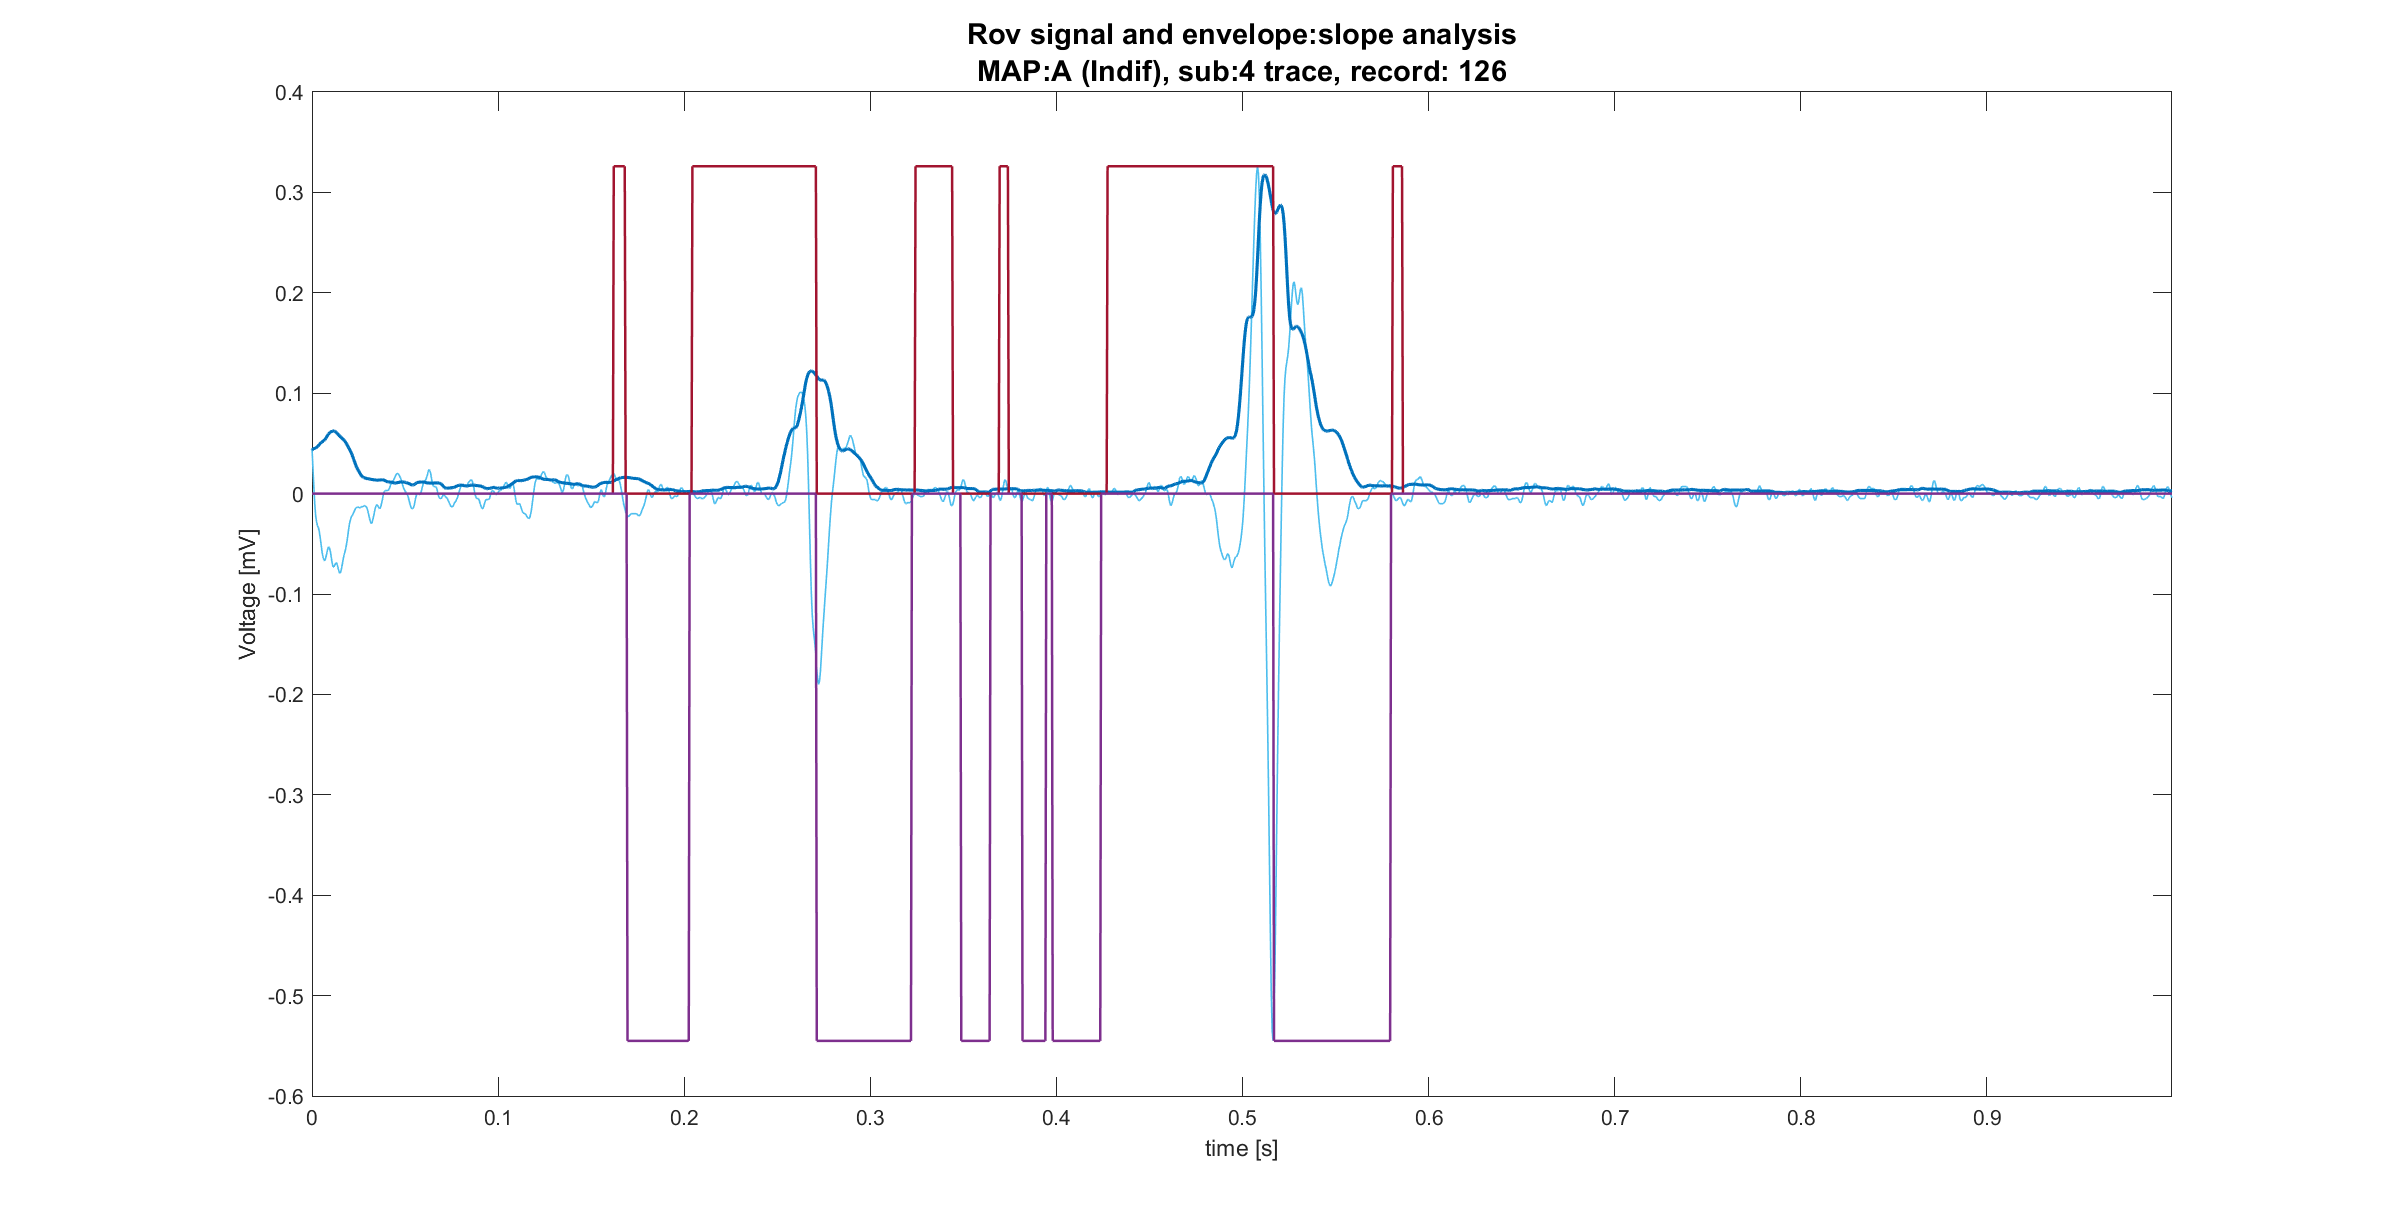 Rov signal and envelope:slope analysis
MAP:A (Indif), sub:4 trace, record: 126
0.4
0.3
0.2
0.1
0
-0.1
-0.2
-0.3
-0.4
-0.5
-0.6
Voltage [mV]
0 0.1 0.2 0.3 0.4 0.5 0.6 0.7 0.8 0.9
time [s]